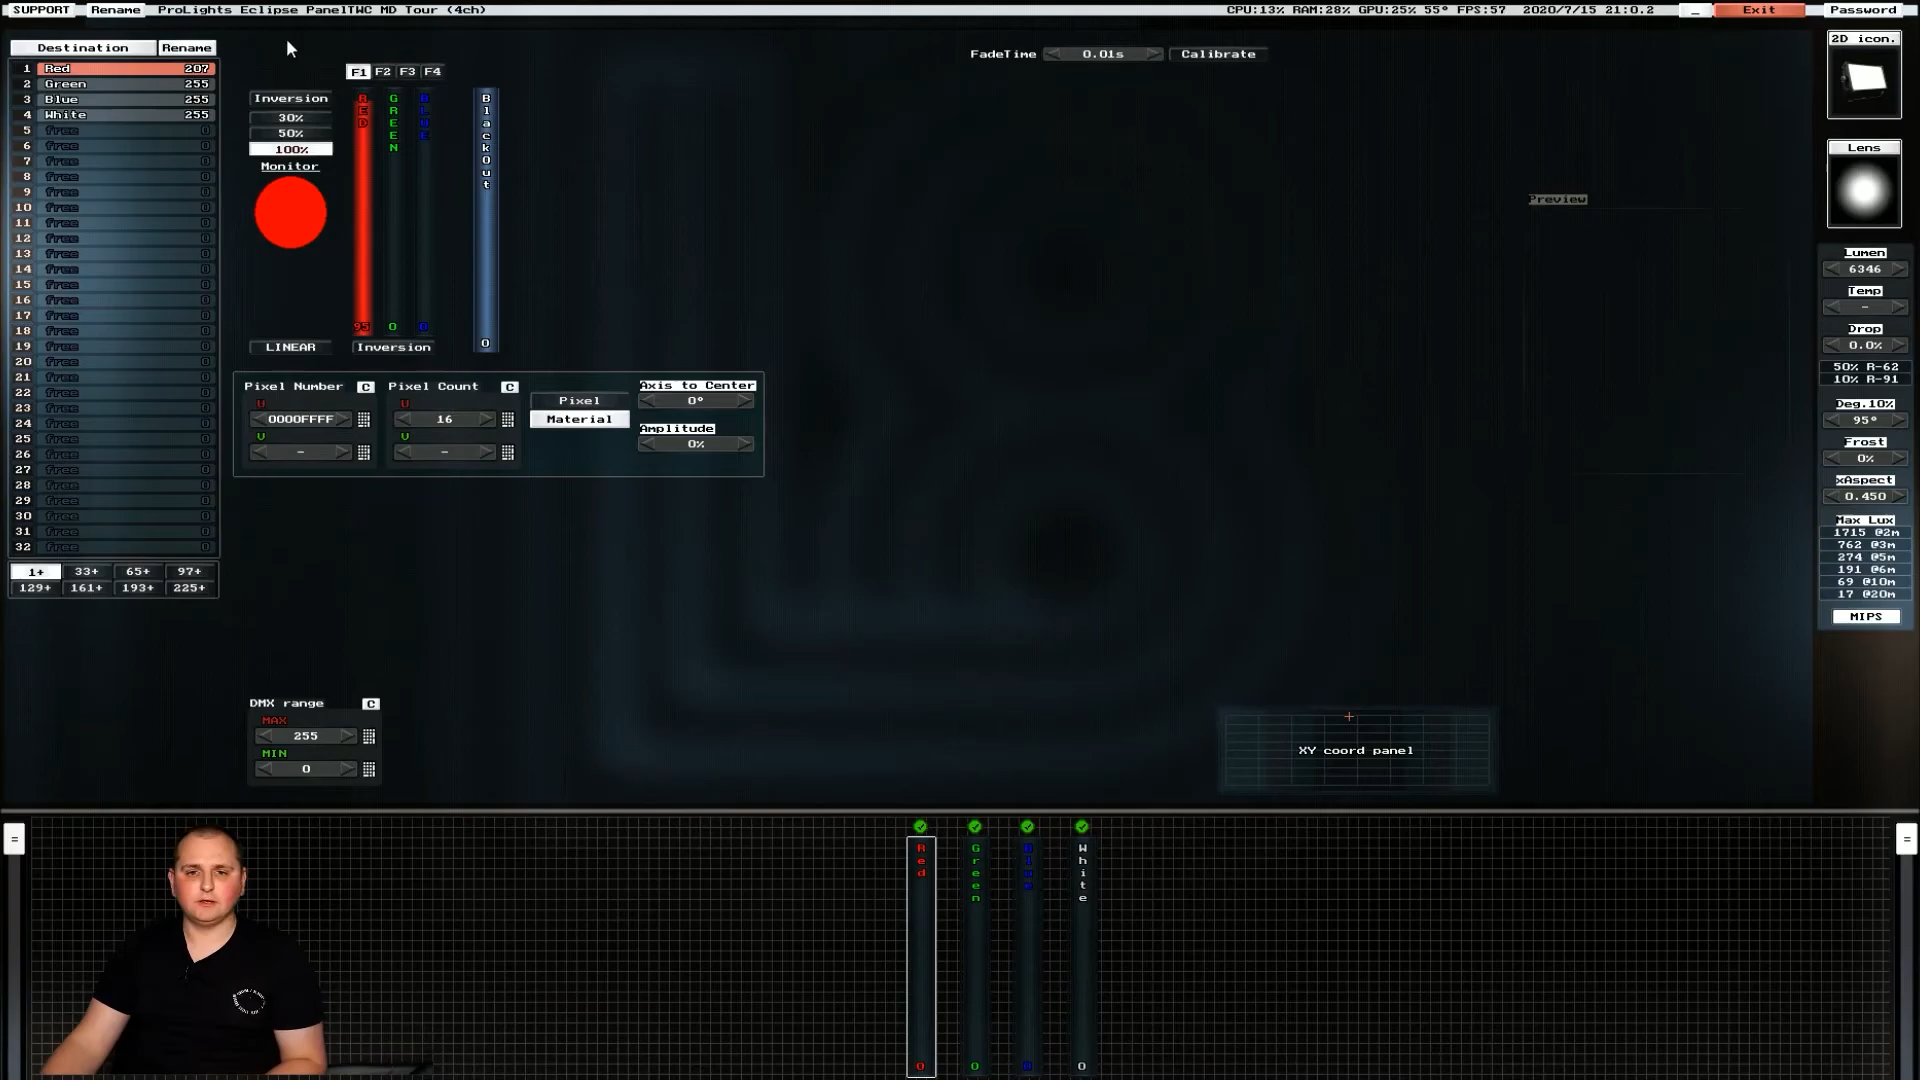 SUPPORT Rename ProLights Eclipse PanelTWC MD Tour (4ch) CPU:13% RAM:28% GPU:25% 55° FPS:57 2020/7/15 21:0.2 _ Exit Password
Destination Rename
1 Red 207
2 Green 255
3 Blue 255
4 White 255
5 free 0
6 free 0
7 free 0
8 free 0
9 free 0
10 free 0
11 free 0
12 free 0
13 free 0
14 free 0
15 free 0
16 free 0
17 free 0
18 free 0
19 free 0
20 free 0
21 free 0
22 free 0
23 free 0
24 free 0
25 free 0
26 free 0
27 free 0
28 free 0
29 free 0
30 free 0
31 free 0
32 free 0
1+ 33+ 65+ 97+
129+ 161+ 193+ 225+
F1 F2 F3 F4
Inversion
30%
50%
100%
Monitor
LINEAR
RED
95
GREEN
0
BLUE
0
Inversion
BlackOut
0
FadeTime 0.01s Calibrate
Pixel Number C
U
0000FFFF
V
-
Pixel Count C
U
16
V
-
Pixel
Material
Axis to Center
0°
Amplitude
0%
DMX range C
MAX
255
MIN
0
Preview
XY coord panel
2D icon.
Lens
Lumen
6346
Temp
-
Drop
0.0%
50% R-62
10% R-91
Deg.10%
95°
Frost
0%
xAspect
0.450
Max Lux
1715 @2m
762 @3m
274 @5m
191 @6m
69 @10m
17 @20m
MIPS
=
Red
0
Green
0
Blue
0
White
0
=